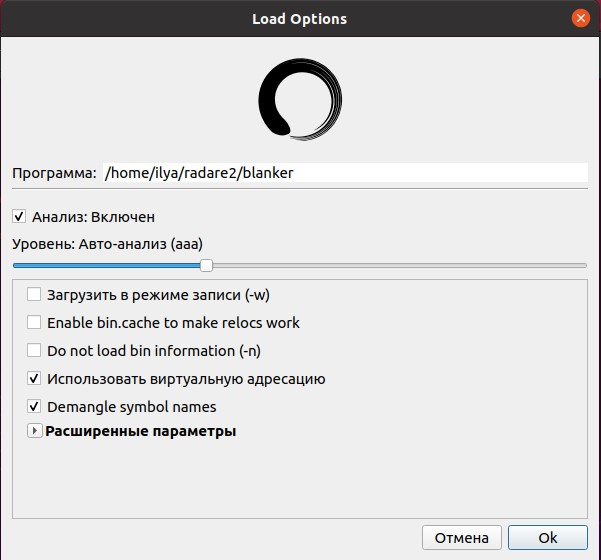 Load Options
Программа: /home/ilya/radare2/blanker
Анализ: Включен
Уровень: Авто-анализ (aaa)
Загрузить в режиме записи (-w)
Enable bin.cache to make relocs work
Do not load bin information (-n)
Использовать виртуальную адресацию
Demangle symbol names
Расширенные параметры
Отмена Ok